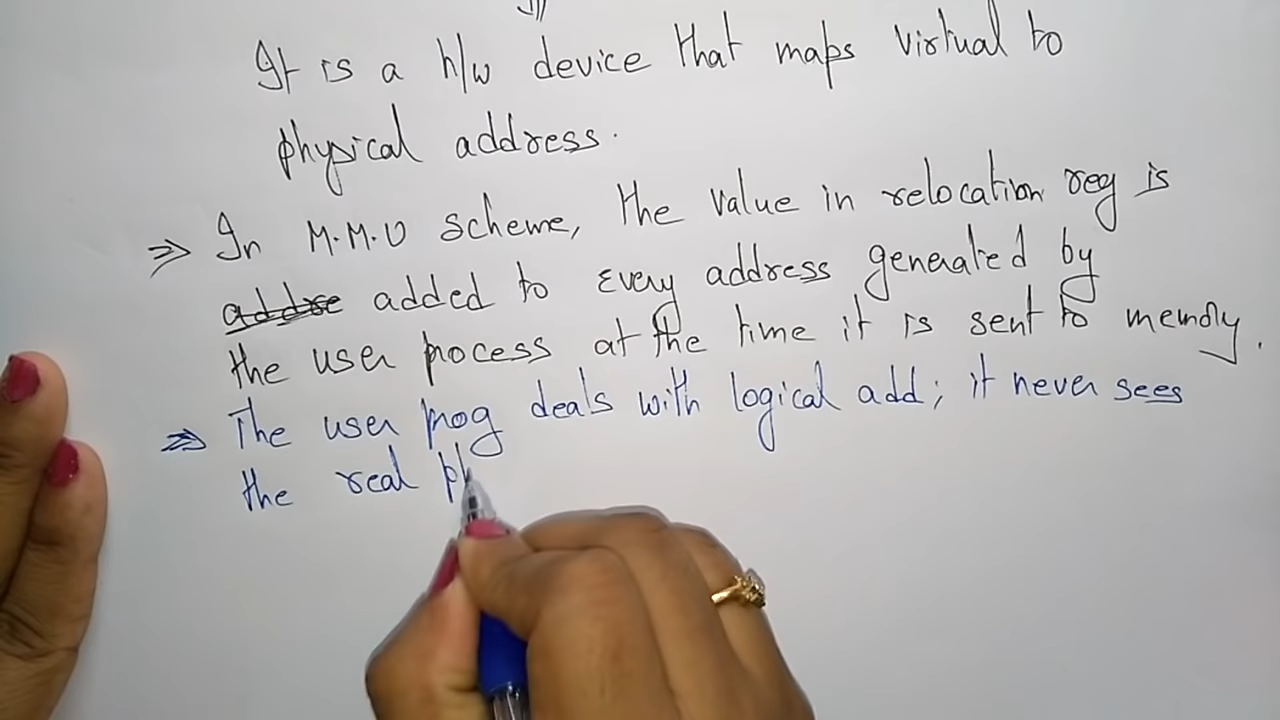 It is a h/w device that maps virtual to
physical address.
⇒ In M.M.U scheme, the value in relocation reg is
addre added to every address generated by
the user process at the time it is sent to memory.
⇒ The user prog deals with logical add; it never sees
the real ph